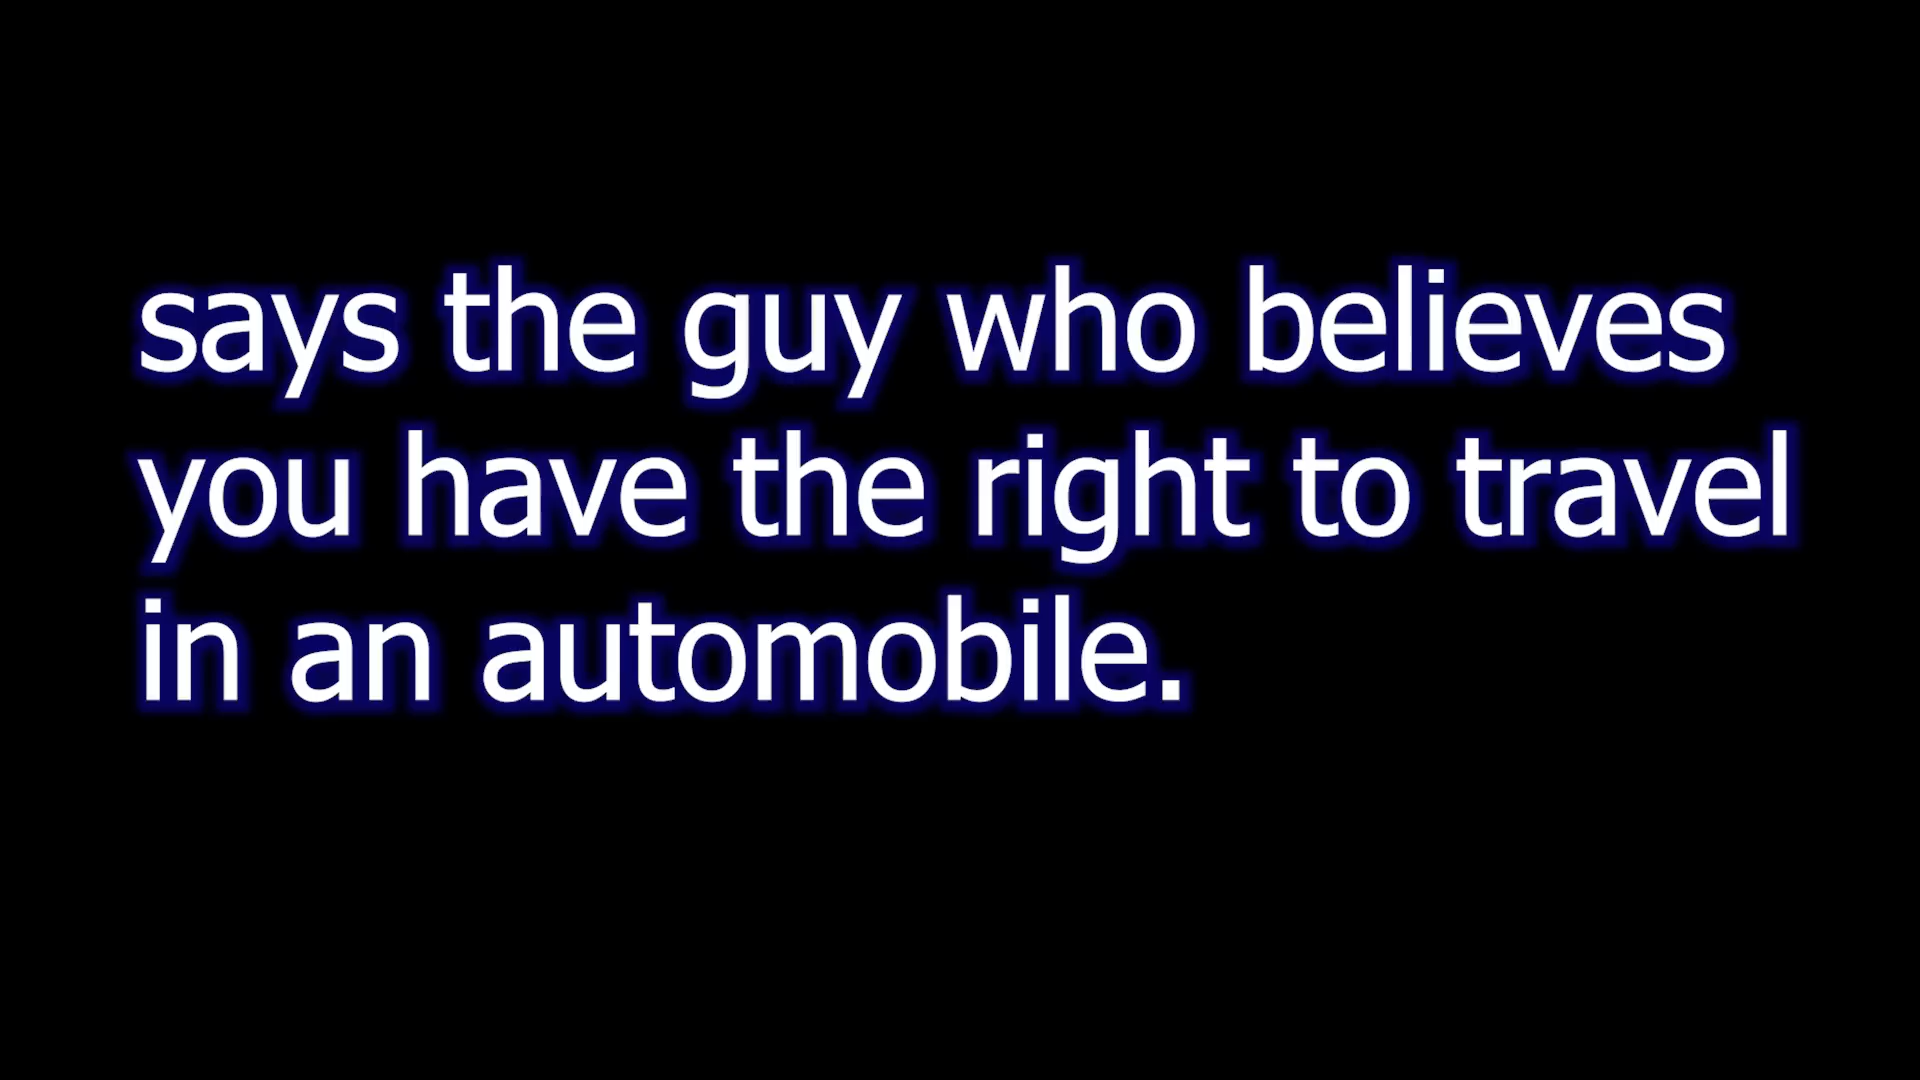 says the guy who believes
you have the right to travel
in an automobile.